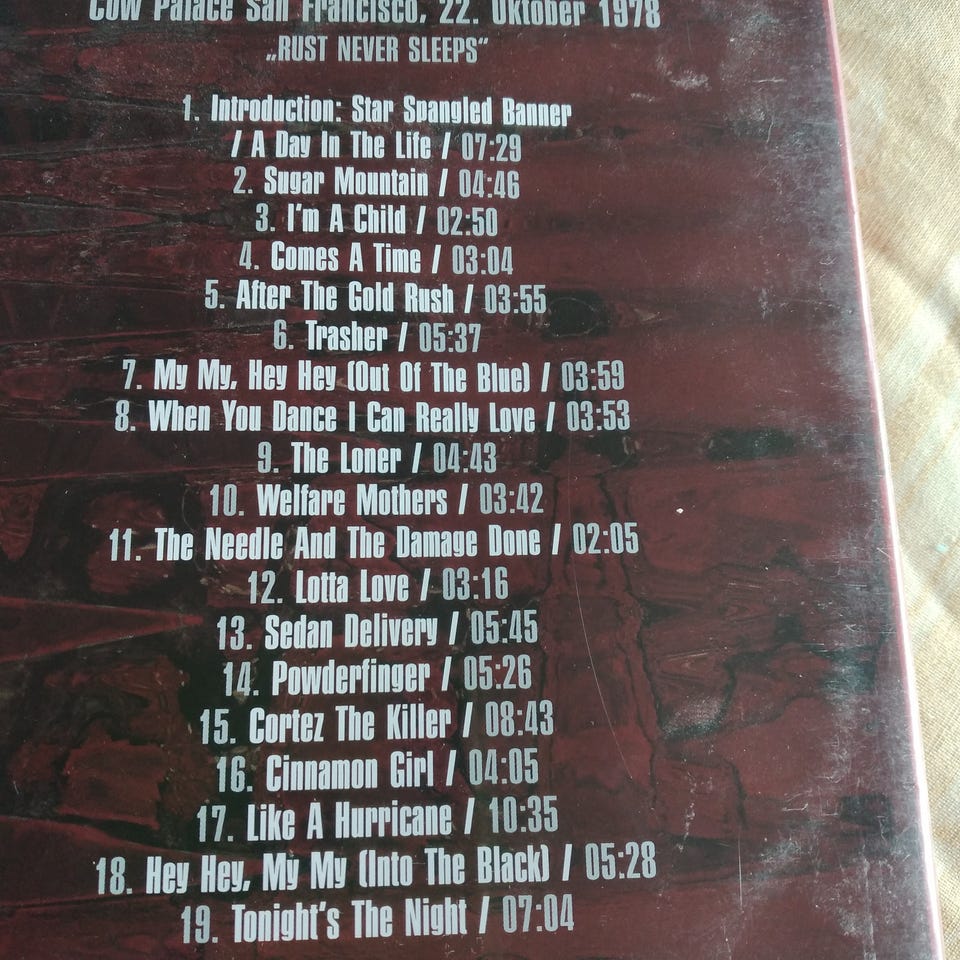 Cow Palace San Francisco, 22. Oktober 1978
„RUST NEVER SLEEPS“
1. Introduction: Star Spangled Banner
/ A Day In The Life / 07:29
2. Sugar Mountain / 04:46
3. I'm A Child / 02:50
4. Comes A Time / 03:04
5. After The Gold Rush / 03:55
6. Trasher / 05:37
7. My My, Hey Hey (Out Of The Blue) / 03:59
8. When You Dance I Can Really Love / 03:53
9. The Loner / 04:43
10. Welfare Mothers / 03:42
11. The Needle And The Damage Done / 02:05
12. Lotta Love / 03:16
13. Sedan Delivery / 05:45
14. Powderfinger / 05:26
15. Cortez The Killer / 08:43
16. Cinnamon Girl / 04:05
17. Like A Hurricane / 10:35
18. Hey Hey, My My (Into The Black) / 05:28
19. Tonight's The Night / 07:04